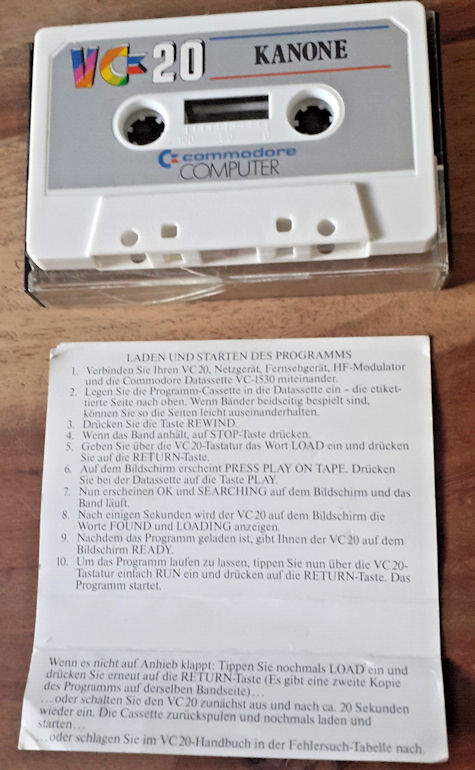 VC 20
KANONE
100 50 0
commodore
COMPUTER
LADEN UND STARTEN DES PROGRAMMS
1. Verbinden Sie Ihren VC 20, Netzgerät, Fernsehgerät, HF-Modulator
und die Commodore Datassette VC-1530 miteinander.
2. Legen Sie die Programm-Cassette in die Datassette ein – die etiket-
tierte Seite nach oben. Wenn Bänder beidseitig bespielt sind,
können Sie so die Seiten leicht auseinanderhalten.
3. Drücken Sie die Taste REWIND.
4. Wenn das Band anhält, auf STOP-Taste drücken.
5. Geben Sie über die VC 20-Tastatur das Wort LOAD ein und drücken
Sie auf die RETURN-Taste.
6. Auf dem Bildschirm erscheint PRESS PLAY ON TAPE. Drücken
Sie bei der Datassette auf die Taste PLAY.
7. Nun erscheinen OK und SEARCHING auf dem Bildschirm und das
Band läuft.
8. Nach einigen Sekunden wird der VC 20 auf dem Bildschirm die
Worte FOUND und LOADING anzeigen.
9. Nachdem das Programm geladen ist, gibt Ihnen der VC 20 auf dem
Bildschirm READY.
10. Um das Programm laufen zu lassen, tippen Sie nun über die VC 20-
Tastatur einfach RUN ein und drücken auf die RETURN-Taste. Das
Programm startet.
Wenn es nicht auf Anhieb klappt: Tippen Sie nochmals LOAD ein und
drücken Sie erneut auf die RETURN-Taste (Es gibt eine zweite Kopie
des Programms auf derselben Bandseite)...
...oder schalten Sie den VC 20 zunächst aus und nach ca. 20 Sekunden
wieder ein. Die Cassette zurückspulen und nochmals laden und
starten...
...oder schlagen Sie im VC 20-Handbuch in der Fehlersuch-Tabelle nach.